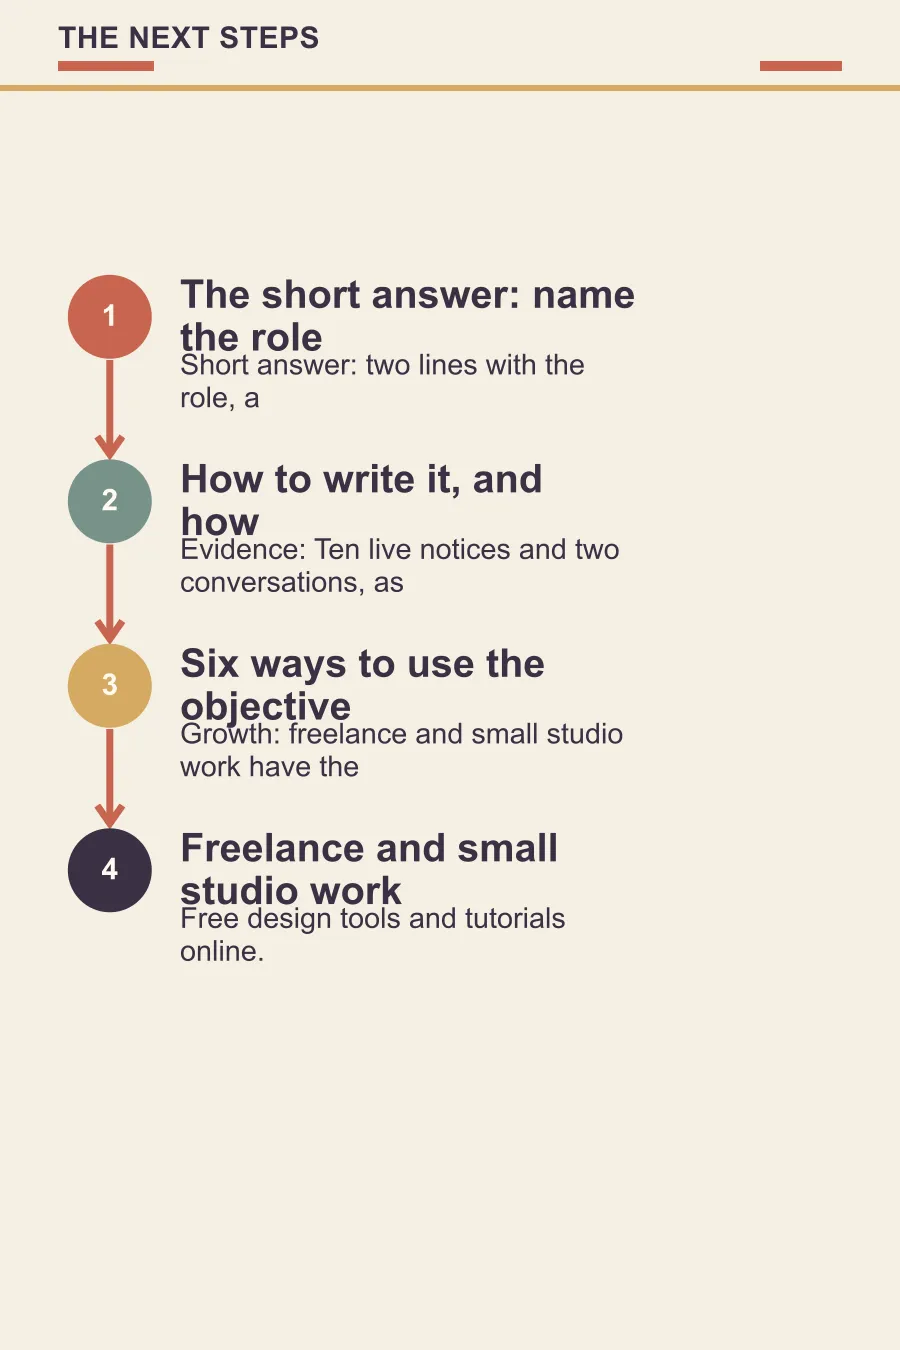 THE NEXT STEPS
1
The short answer: name
the role
Short answer: two lines with the
role, a
2
How to write it, and
how
Evidence: Ten live notices and two
conversations, as
3
Six ways to use the
objective
Growth: freelance and small studio
work have the
4
Freelance and small
studio work
Free design tools and tutorials
online.